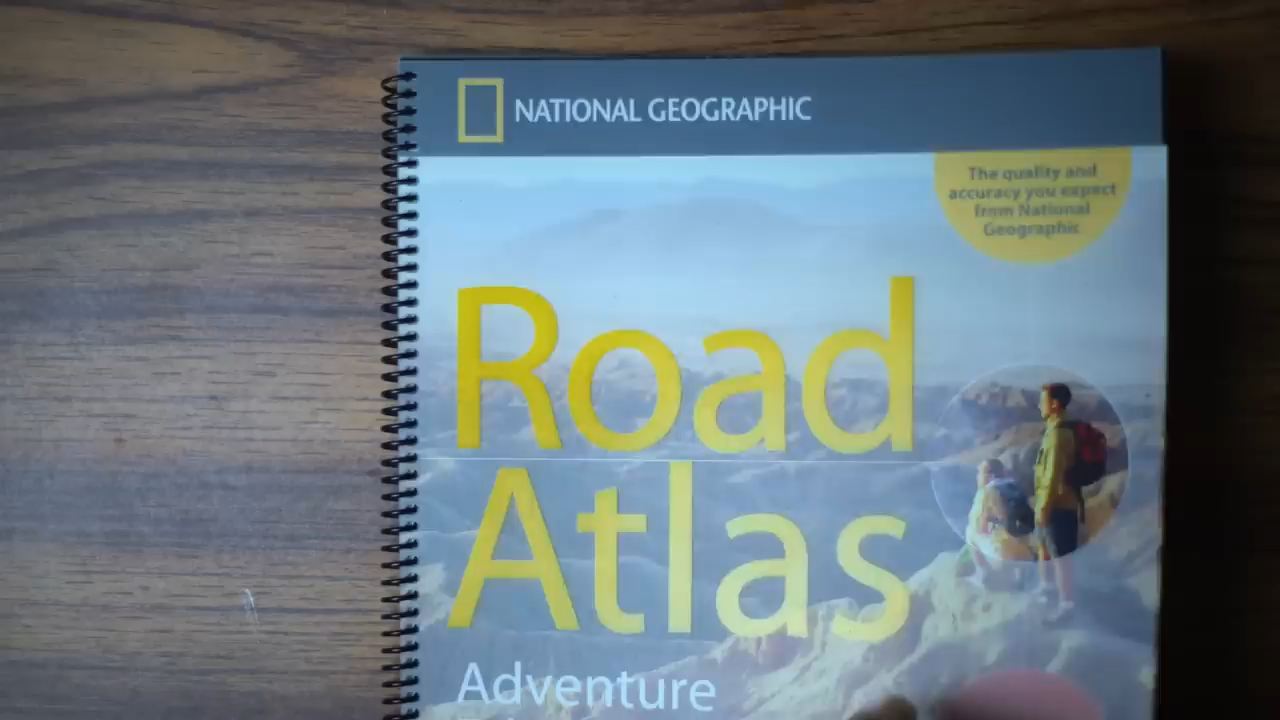 NATIONAL GEOGRAPHIC
The quality and
accuracy you expect
from National
Geographic
Road
Atlas
Adventure